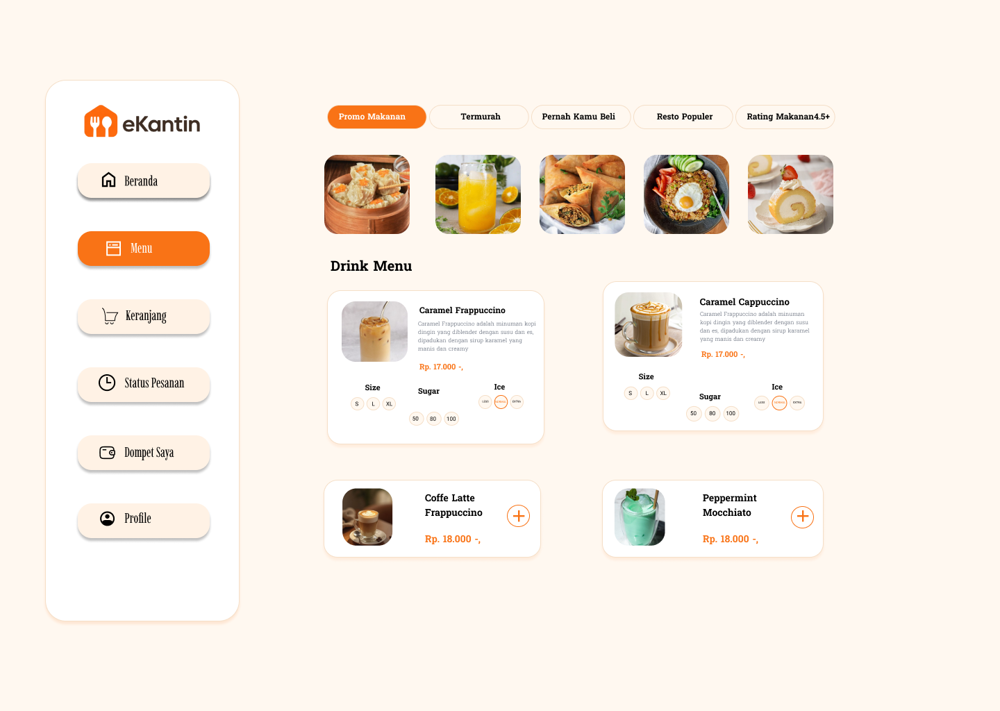 eKantin
Beranda
Menu
Keranjang
Status Pesanan
Dompet Saya
Profile
Promo Makanan
Termurah
Pernah Kamu Beli
Resto Populer
Rating Makanan4.5+
Drink Menu
Caramel Frappuccino
Caramel Frappuccino adalah minuman kopi
dingin yang diblender dengan susu dan es,
dipadukan dengan sirup karamel yang
manis dan creamy
Rp. 17.000 -,
Size
S L XL
Sugar
50 80 100
Ice
LESS NORMAL EXTRA
Caramel Cappuccino
Caramel Frappuccino adalah minuman
kopi dingin yang diblender dengan susu
dan es, dipadukan dengan sirup karamel
yang manis dan creamy
Rp. 17.000 -,
Size
S L XL
Sugar
50 80 100
Ice
LESS NORMAL EXTRA
Coffe Latte
Frappuccino
Rp. 18.000 -,
Peppermint
Mocchiato
Rp. 18.000 -,